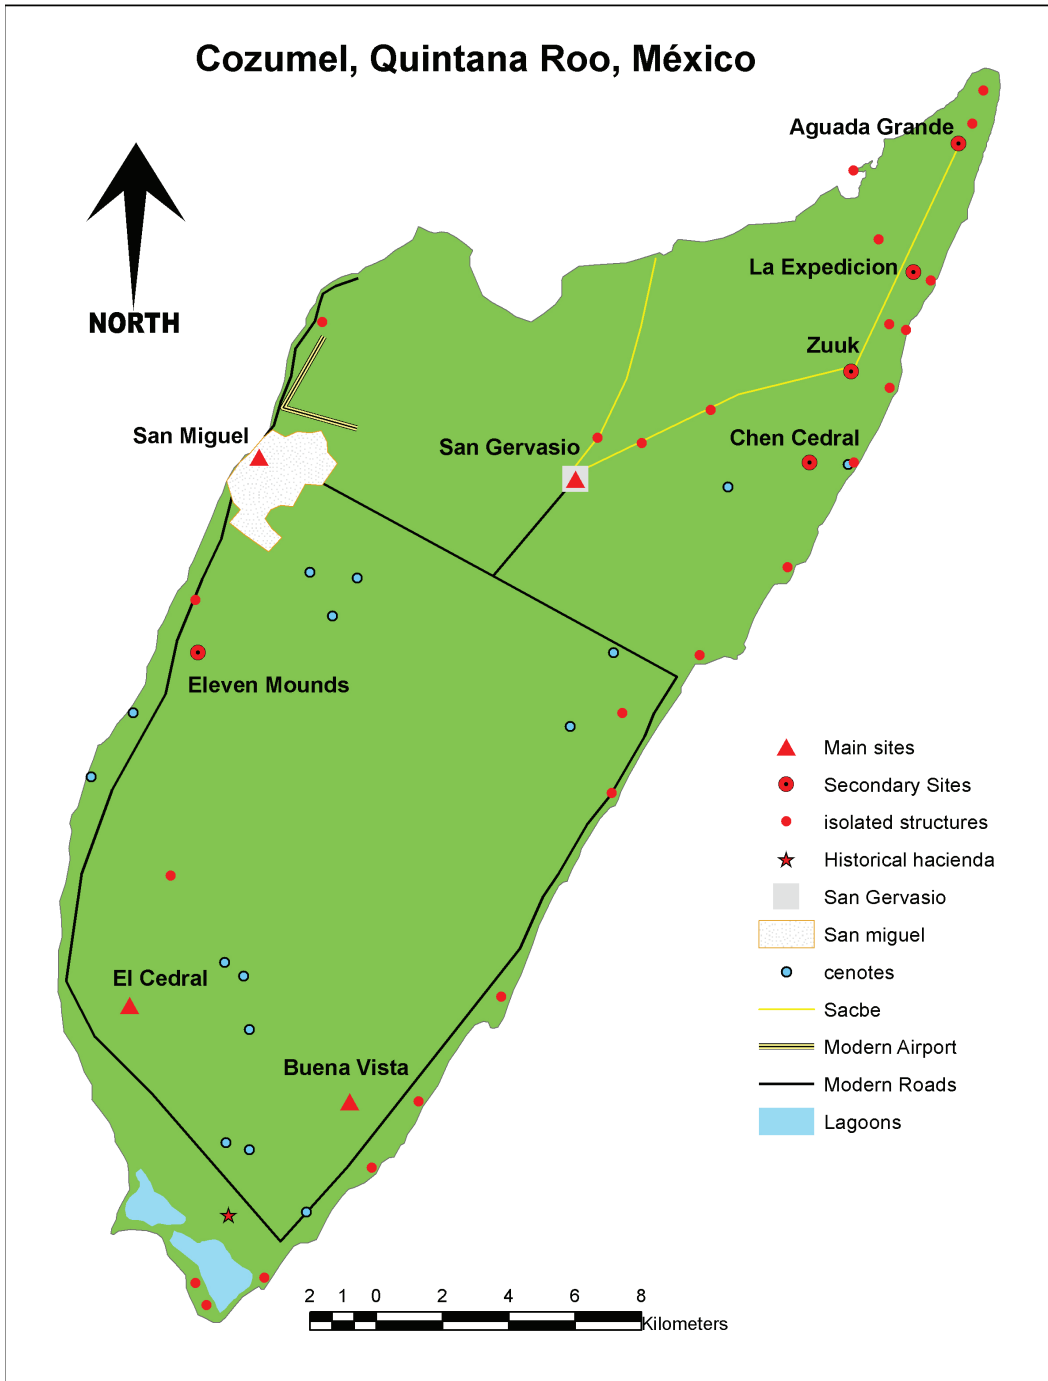 Cozumel, Quintana Roo, México
Aguada Grande
La Expedicion
NORTH
Zuuk
San Miguel
San Gervasio
Chen Cedral
Eleven Mounds
El Cedral
Buena Vista
Main sites
Secondary Sites
isolated structures
Historical hacienda
San Gervasio
San miguel
cenotes
Sacbe
Modern Airport
Modern Roads
Lagoons
2 1 0 2 4 6 8
Kilometers